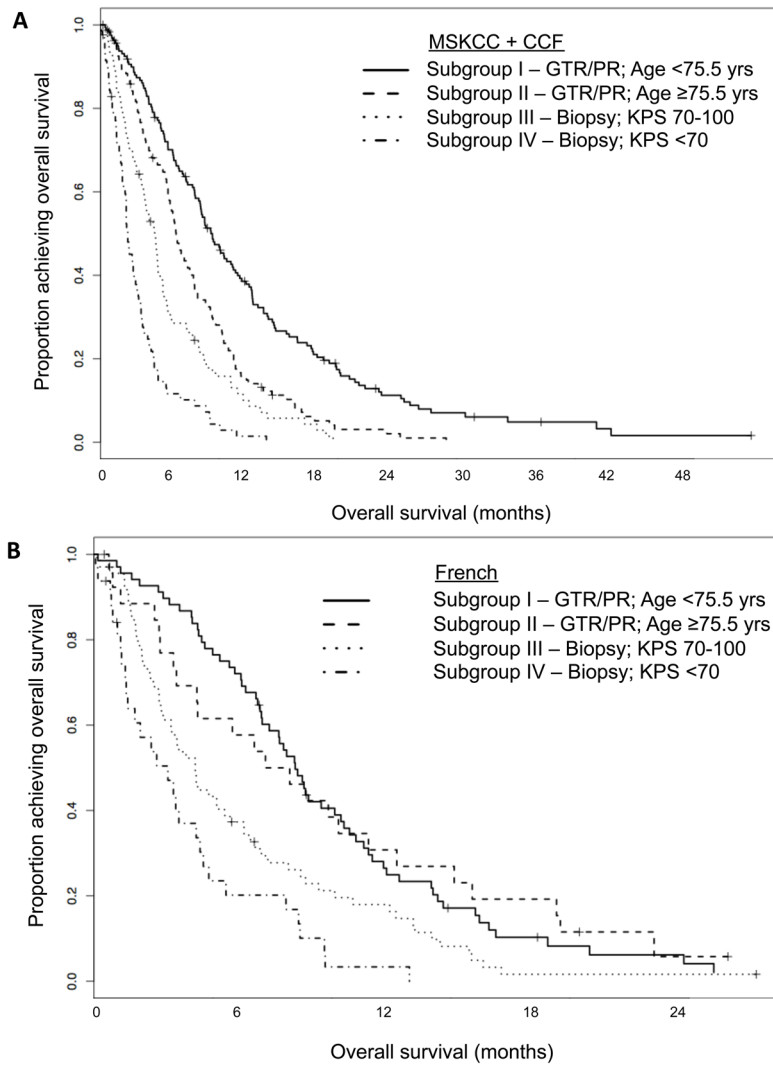 A
MSKCC + CCF
Subgroup I – GTR/PR; Age <75.5 yrs
Subgroup II – GTR/PR; Age ≥75.5 yrs
Subgroup III – Biopsy; KPS 70-100
Subgroup IV – Biopsy; KPS <70
Proportion achieving overall survival
1.0
0.8
0.6
0.4
0.2
0.0
0 6 12 18 24 30 36 42 48
Overall survival (months)
B
French
Subgroup I – GTR/PR; Age <75.5 yrs
Subgroup II – GTR/PR; Age ≥75.5 yrs
Subgroup III – Biopsy; KPS 70-100
Subgroup IV – Biopsy; KPS <70
Proportion achieving overall survival
1.0
0.8
0.6
0.4
0.2
0.0
0 6 12 18 24
Overall survival (months)